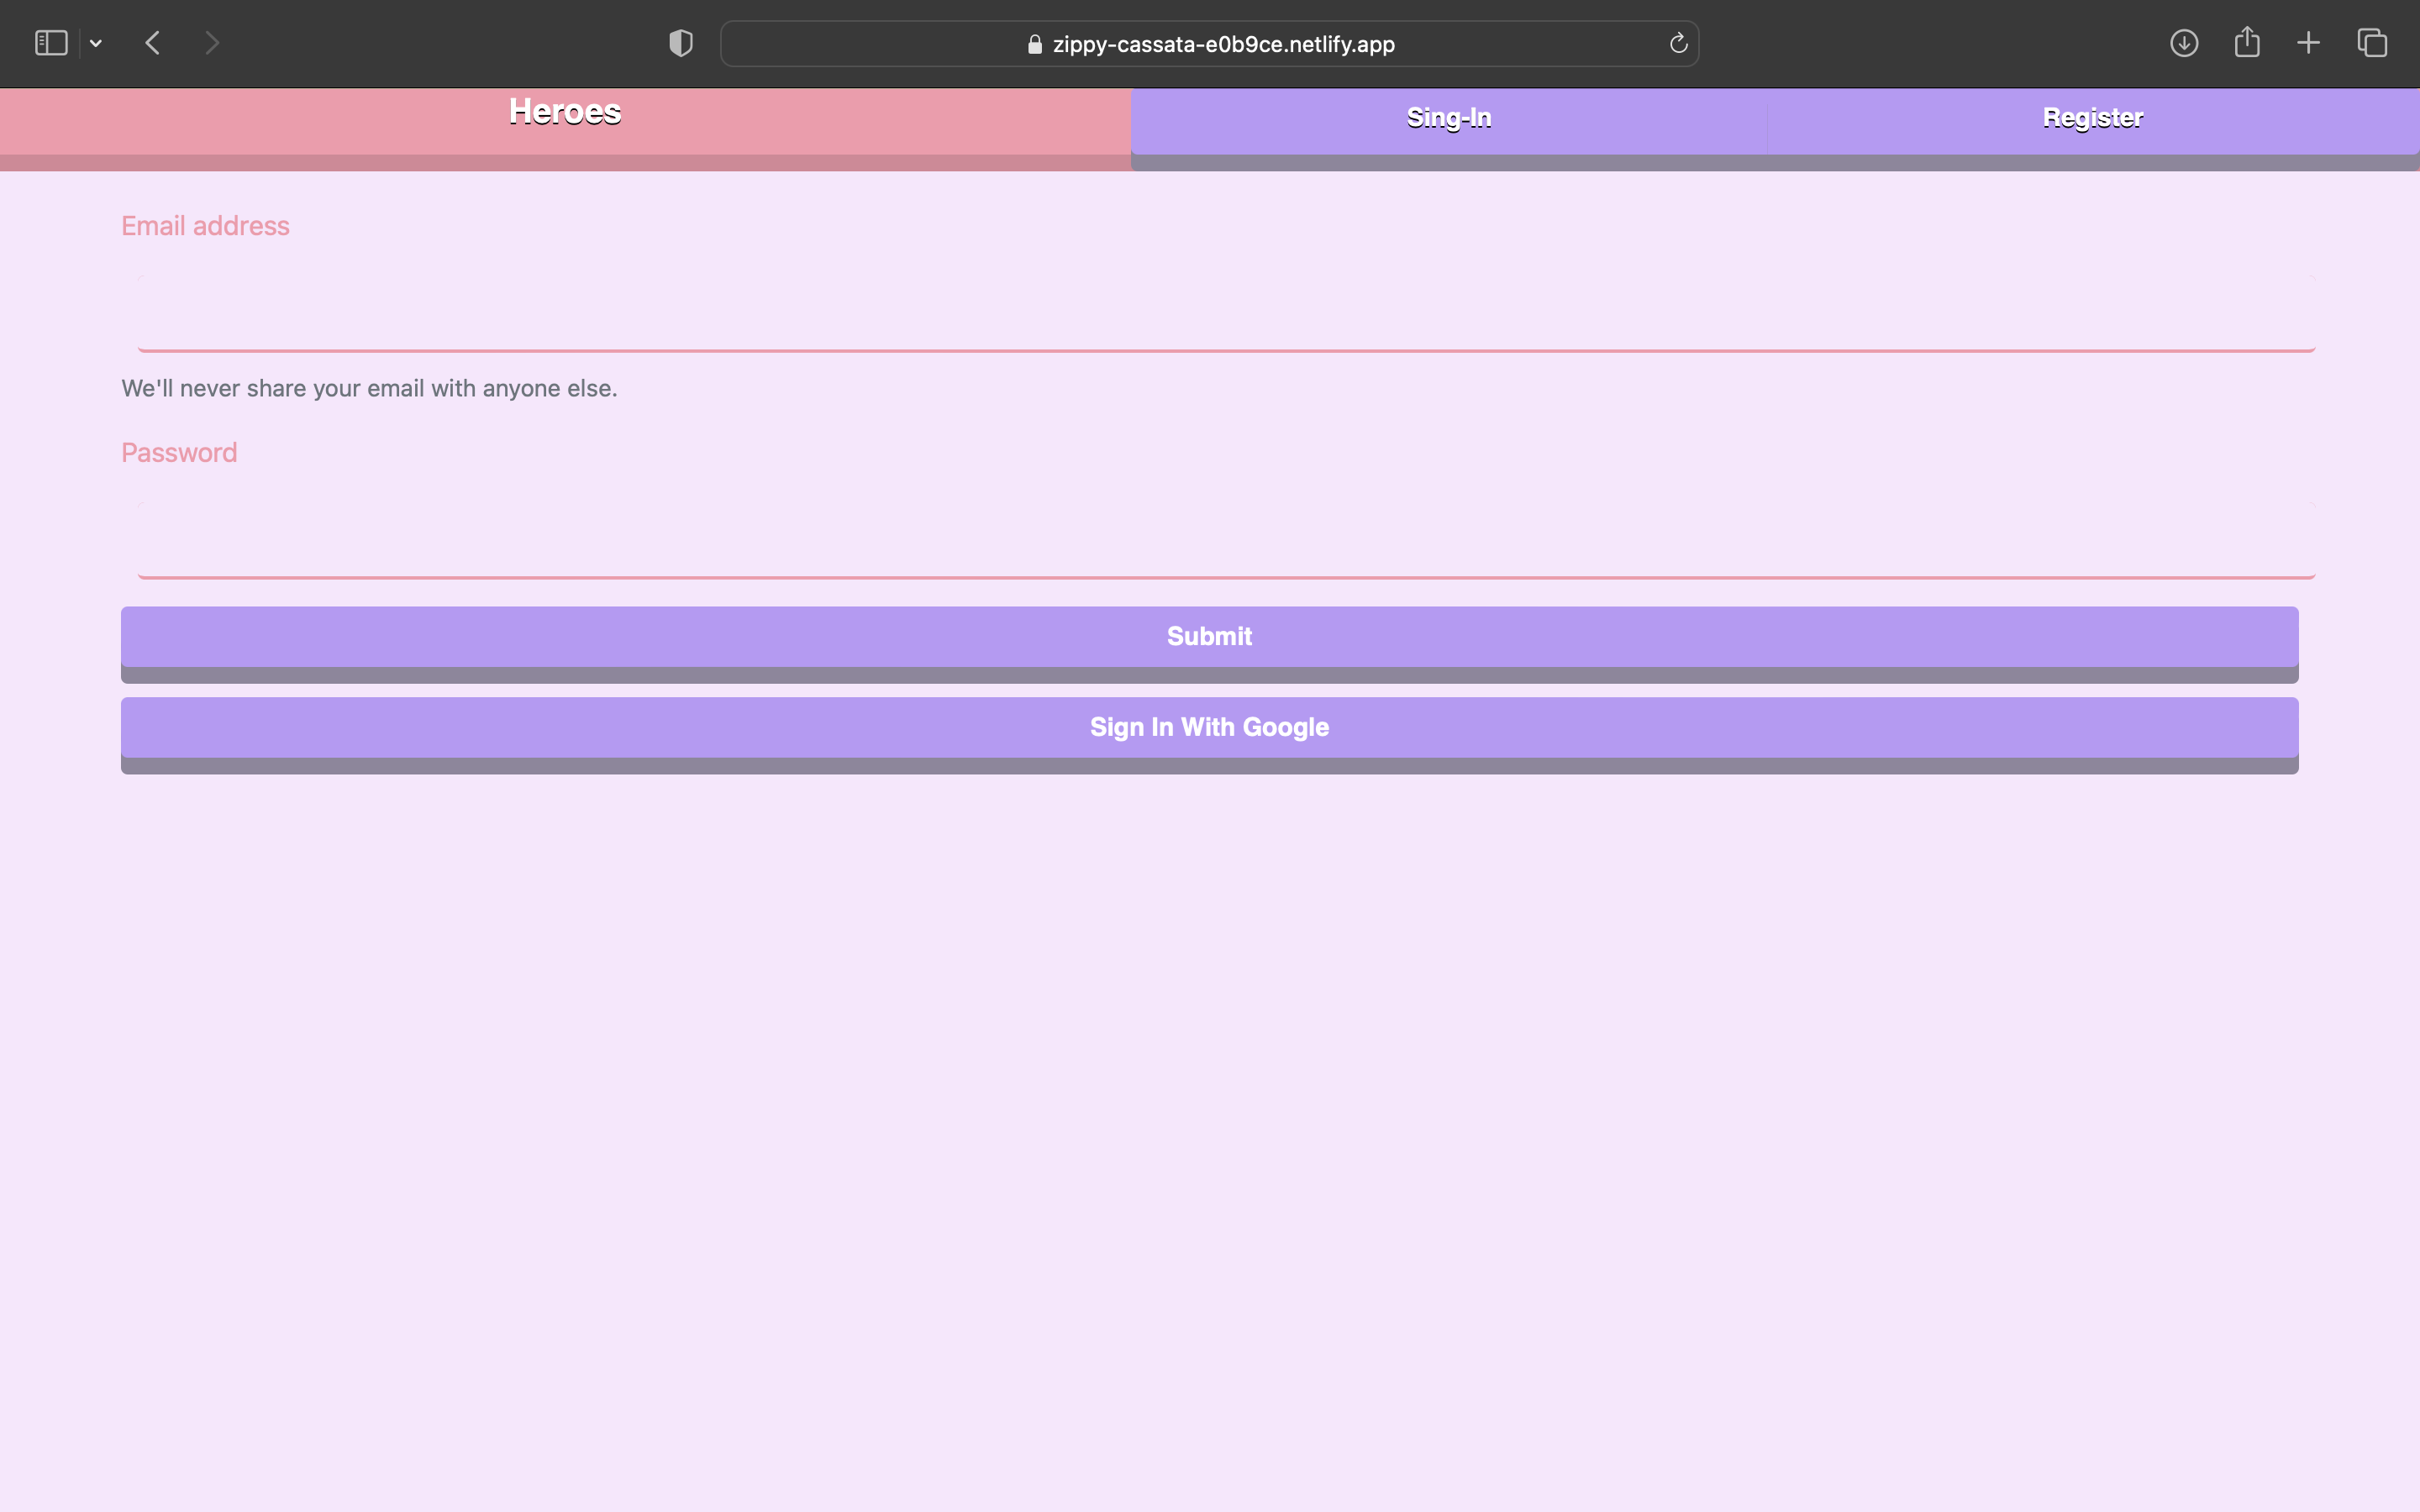 zippy-cassata-e0b9ce.netlify.app
Heroes
Sing-In
Register
Email address
We'll never share your email with anyone else.
Password
Submit
Sign In With Google